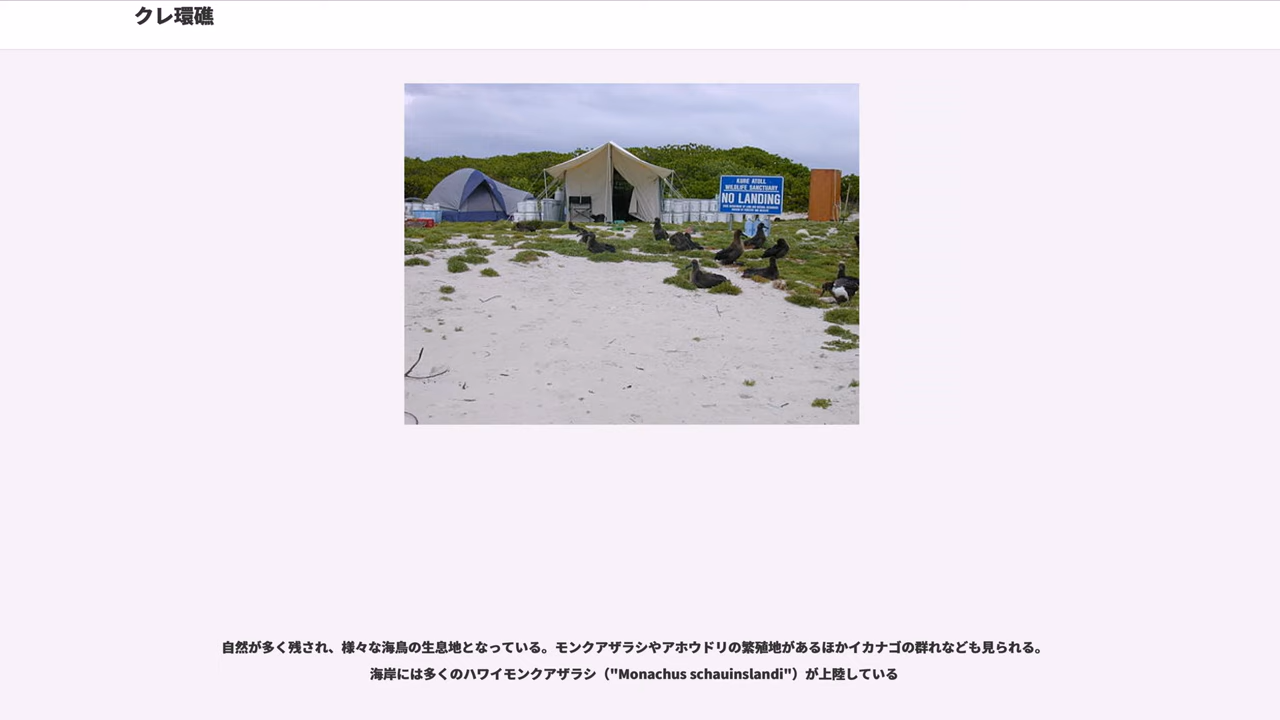 クレ環礁
KURE ATOLL
WILDLIFE SANCTUARY
NO LANDING
自然が多く残され、様々な海鳥の生息地となっている。モンクアザラシやアホウドリの繁殖地があるほかイカナゴの群れなども見られる。
海岸には多くのハワイモンクアザラシ（"Monachus schauinslandi"）が上陸している